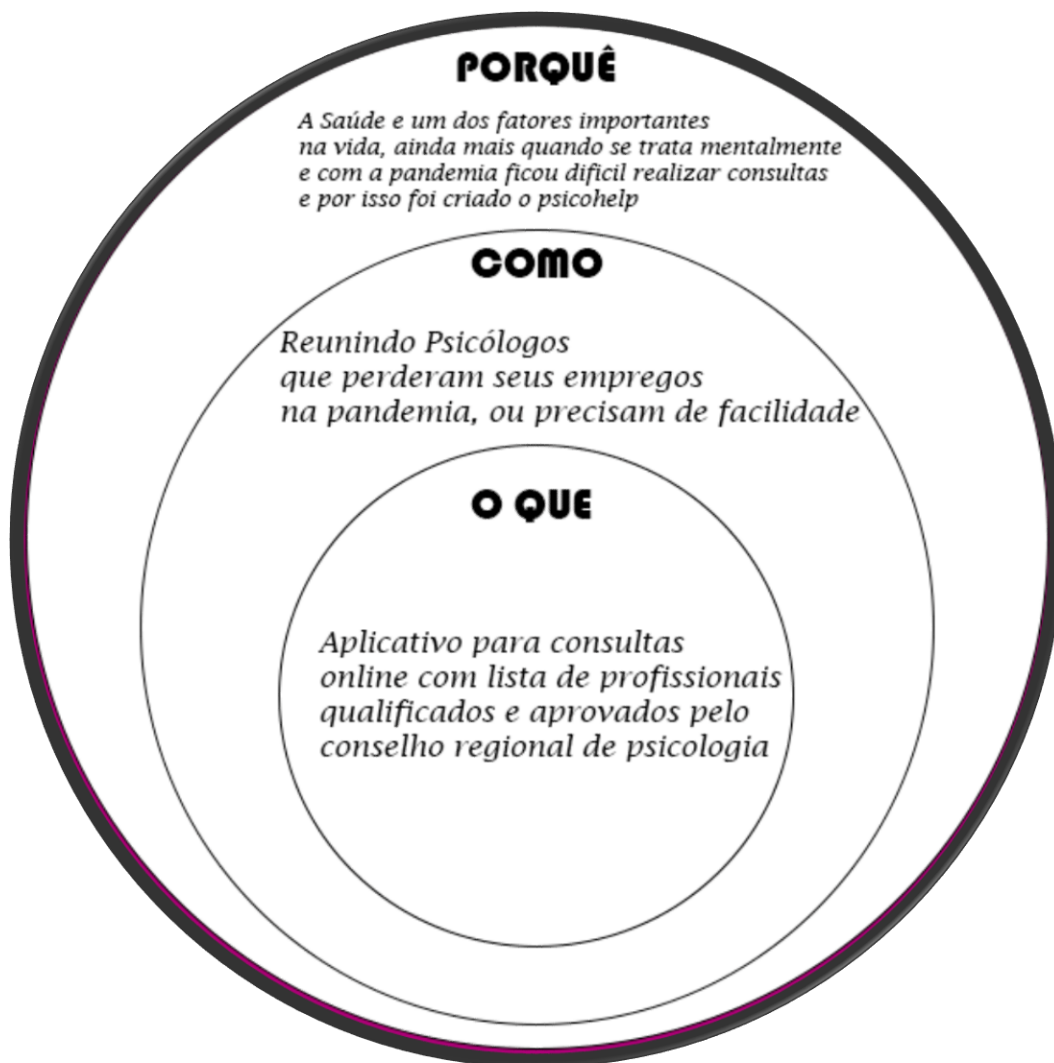 PORQUÊ
A Saúde e um dos fatores importantes
na vida, ainda mais quando se trata mentalmente
e com a pandemia ficou dificil realizar consultas
e por isso foi criado o psicohelp
COMO
Reunindo Psicólogos
que perderam seus empregos
na pandemia, ou precisam de facilidade
O QUE
Aplicativo para consultas
online com lista de profissionais
qualificados e aprovados pelo
conselho regional de psicologia